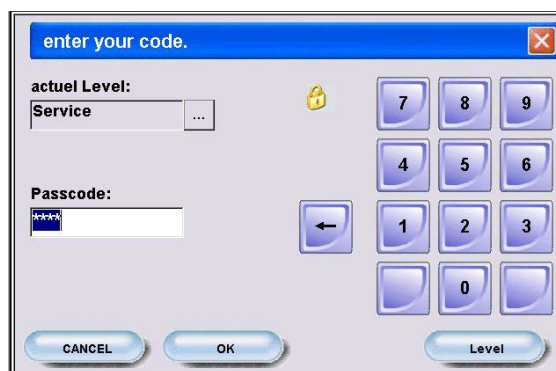 enter your code.
actuel Level:
Service
...
7 8 9
4 5 6
Passcode:
****
← 1 2 3
0
CANCEL OK Level